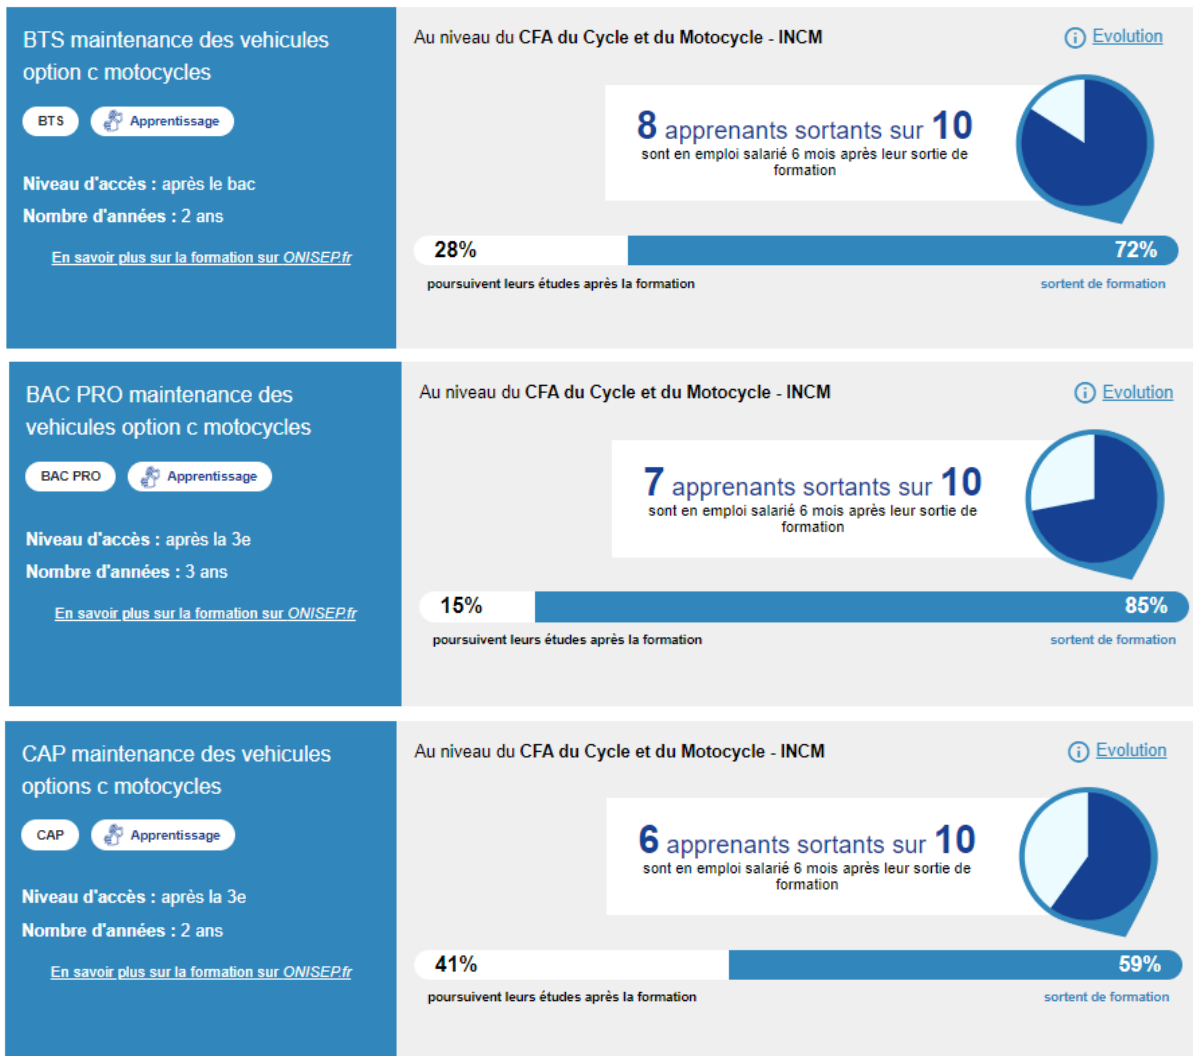 BTS maintenance des vehicules
option c motocycles
BTS
Apprentissage
Niveau d'accès : après le bac
Nombre d'années : 2 ans
En savoir plus sur la formation sur ONISEP.fr
Au niveau du CFA du Cycle et du Motocycle - INCM
Evolution
8 apprenants sortants sur 10
sont en emploi salarié 6 mois après leur sortie de
formation
28%
72%
poursuivent leurs études après la formation
sortent de formation
BAC PRO maintenance des
vehicules option c motocycles
BAC PRO
Apprentissage
Niveau d'accès : après la 3e
Nombre d'années : 3 ans
En savoir plus sur la formation sur ONISEP.fr
Au niveau du CFA du Cycle et du Motocycle - INCM
Evolution
7 apprenants sortants sur 10
sont en emploi salarié 6 mois après leur sortie de
formation
15%
85%
poursuivent leurs études après la formation
sortent de formation
CAP maintenance des vehicules
options c motocycles
CAP
Apprentissage
Niveau d'accès : après la 3e
Nombre d'années : 2 ans
En savoir plus sur la formation sur ONISEP.fr
Au niveau du CFA du Cycle et du Motocycle - INCM
Evolution
6 apprenants sortants sur 10
sont en emploi salarié 6 mois après leur sortie de
formation
41%
59%
poursuivent leurs études après la formation
sortent de formation